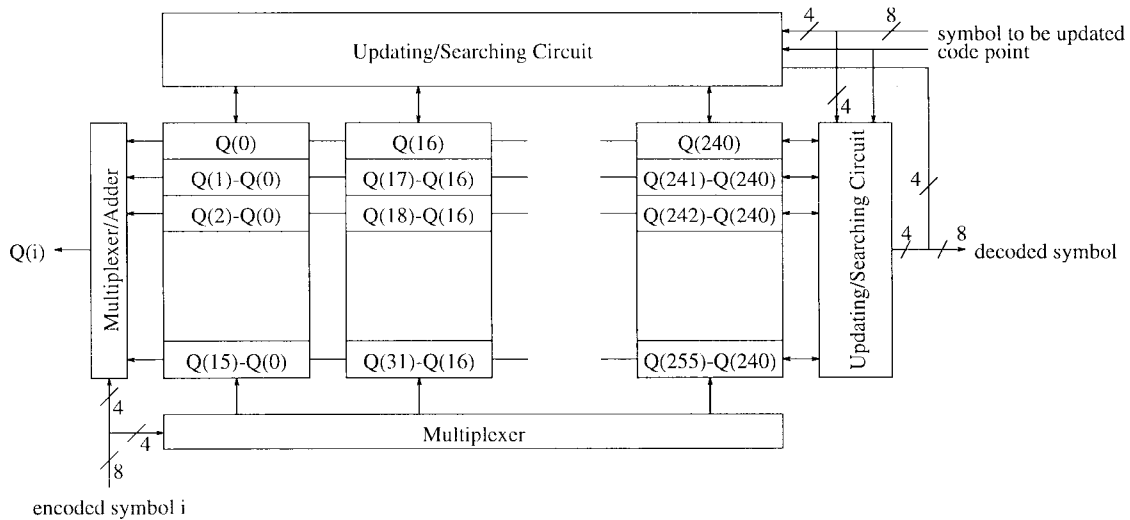 4
8
Updating/Searching Circuit
symbol to be updated
code point
4
Multiplexer/Adder
Q(0)
Q(16)
Q(240)
Q(1)-Q(0)
Q(17)-Q(16)
Q(241)-Q(240)
Q(2)-Q(0)
Q(18)-Q(16)
Q(242)-Q(240)
Updating/Searching Circuit
4
Q(i)
4
8
decoded symbol
Q(15)-Q(0)
Q(31)-Q(16)
Q(255)-Q(240)
4
4
Multiplexer
8
encoded symbol i